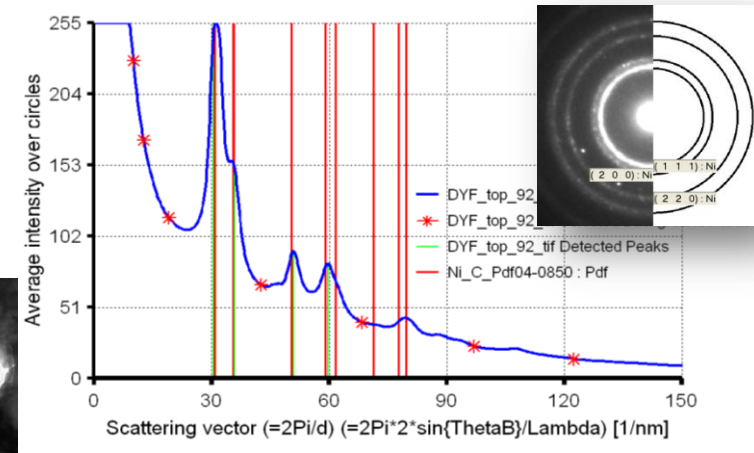 255
204
153
102
51
0
0 30 60 90 120 150
Average intensity over circles
Scattering vector (=2Pi/d) (=2Pi*2*sin{ThetaB}/Lambda) [1/nm]
DYF_top_92_
DYF_top_92_
DYF_top_92_tif Detected Peaks
Ni_C_Pdf04-0850 : Pdf
( 1 1 1) : Ni
( 2 0 0): Ni
( 2 2 0): Ni